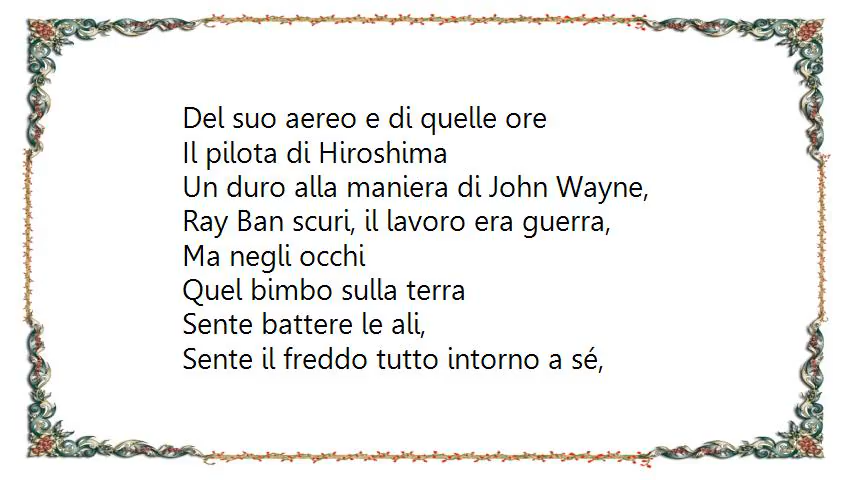 Del suo aereo e di quelle ore
Il pilota di Hiroshima
Un duro alla maniera di John Wayne,
Ray Ban scuri, il lavoro era guerra,
Ma negli occhi
Quel bimbo sulla terra
Sente battere le ali,
Sente il freddo tutto intorno a sé,